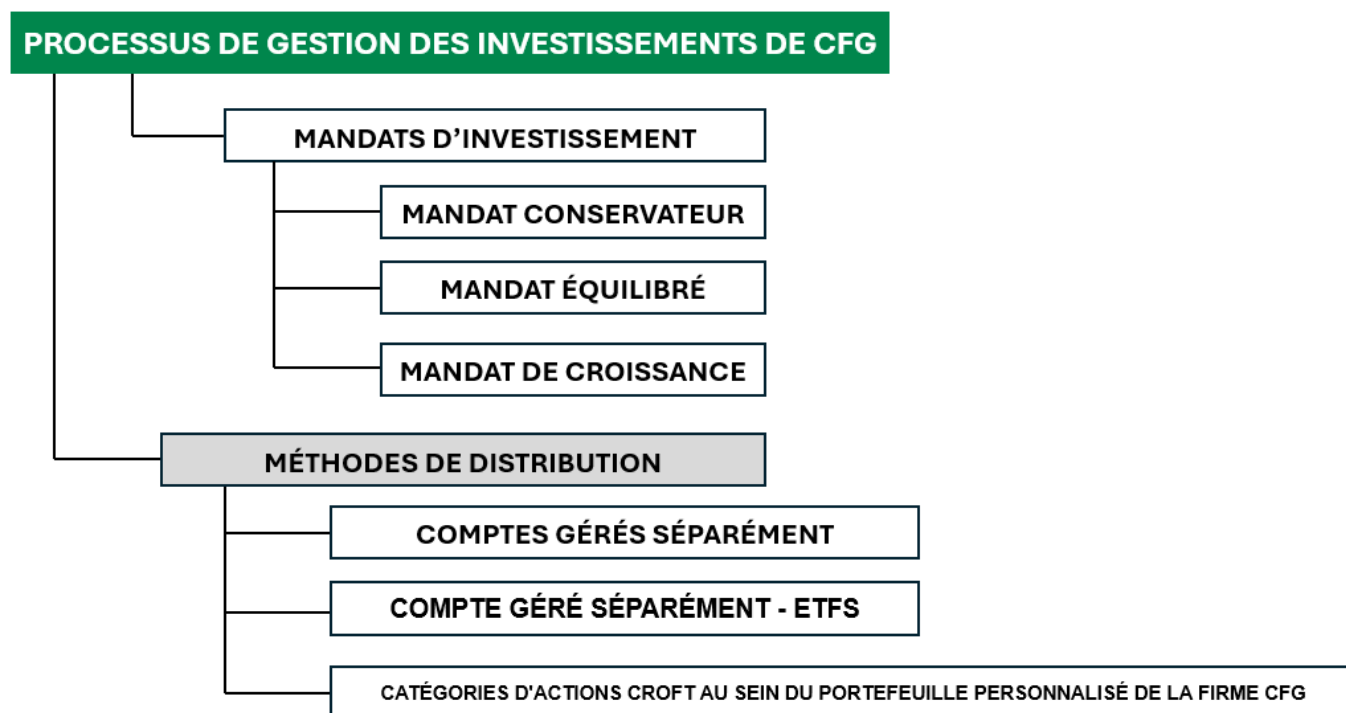 PROCESSUS DE GESTION DES INVESTISSEMENTS DE CFG
MANDATS D’INVESTISSEMENT
MANDAT CONSERVATEUR
MANDAT ÉQUILIBRÉ
MANDAT DE CROISSANCE
MÉTHODES DE DISTRIBUTION
COMPTES GÉRÉS SÉPARÉMENT
COMPTE GÉRÉ SÉPARÉMENT - ETFS
CATÉGORIES D'ACTIONS CROFT AU SEIN DU PORTEFEUILLE PERSONNALISÉ DE LA FIRME CFG